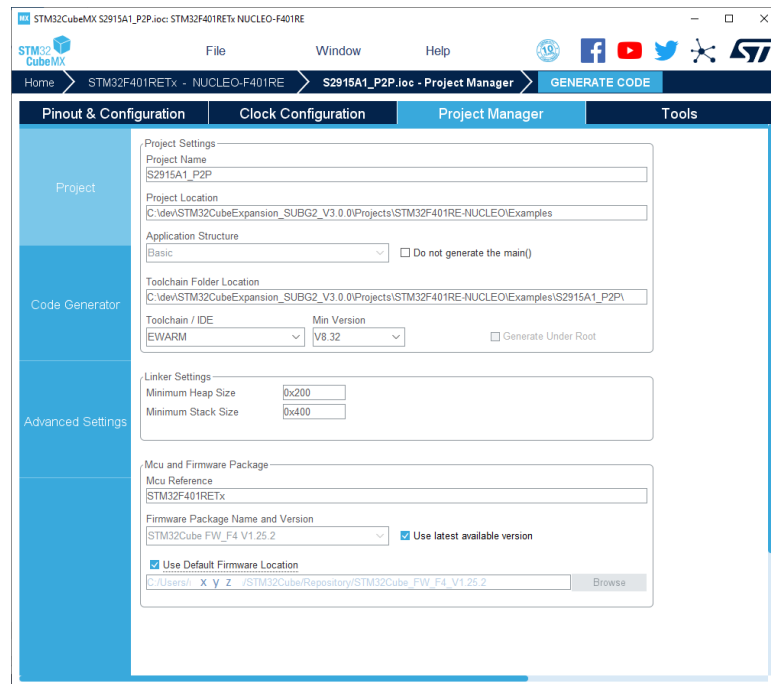 MX STM32CubeMX S2915A1_P2P.ioc: STM32F401RETx NUCLEO-F401RE
STM32 CubeMX File Window Help 10 ST
Home STM32F401RETx - NUCLEO-F401RE S2915A1_P2P.ioc - Project Manager GENERATE CODE
Pinout & Configuration Clock Configuration Project Manager Tools
Project
Code Generator
Advanced Settings
Project Settings
Project Name
S2915A1_P2P
Project Location
C:\dev\STM32CubeExpansion_SUBG2_V3.0.0\Projects\STM32F401RE-NUCLEO\Examples
Application Structure
Basic Do not generate the main()
Toolchain Folder Location
C:\dev\STM32CubeExpansion_SUBG2_V3.0.0\Projects\STM32F401RE-NUCLEO\Examples\S2915A1_P2P\
Toolchain / IDE Min Version
EWARM V8.32 Generate Under Root
Linker Settings
Minimum Heap Size 0x200
Minimum Stack Size 0x400
Mcu and Firmware Package
Mcu Reference
STM32F401RETx
Firmware Package Name and Version
STM32Cube FW_F4 V1.25.2 Use latest available version
Use Default Firmware Location
C:/Users/ x y z /STM32Cube/Repository/STM32Cube_FW_F4_V1.25.2 Browse